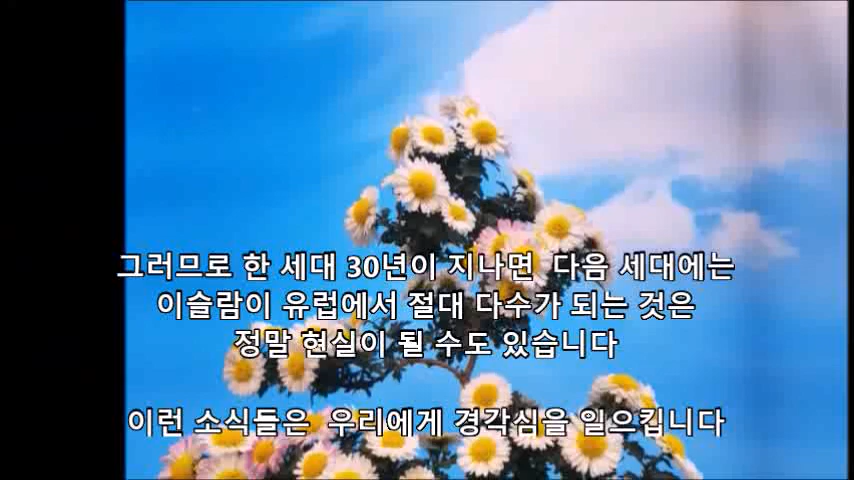 그러므로 한 세대 30년이 지나면 다음 세대에는
이슬람이 유럽에서 절대 다수가 되는 것은
정말 현실이 될 수도 있습니다
이런 소식들은 우리에게 경각심을 일으킵니다